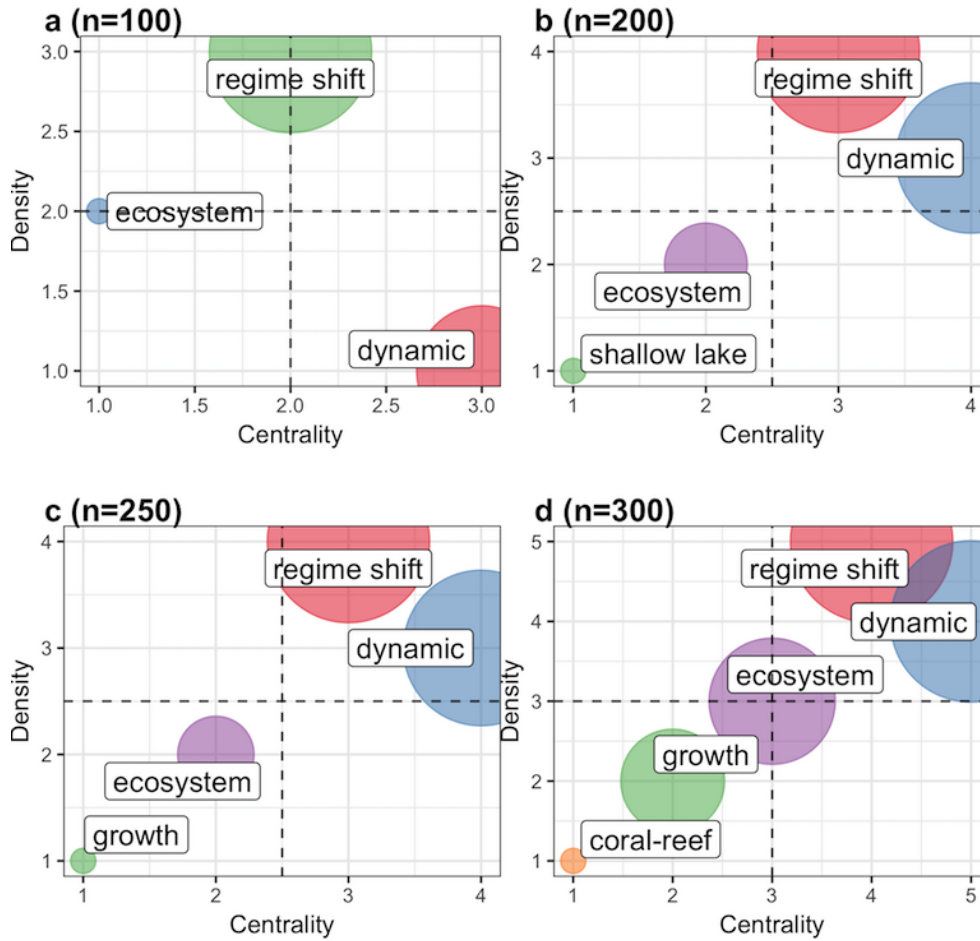 a (n=100)
3.0
2.5
2.0
1.5
1.0
Density
regime shift
ecosystem
dynamic
1.0 1.5 2.0 2.5 3.0
Centrality
b (n=200)
4
3
2
1
Density
regime shift
dynamic
ecosystem
shallow lake
1 2 3 4
Centrality
c (n=250)
4
3
2
1
Density
regime shift
dynamic
ecosystem
growth
1 2 3 4
Centrality
d (n=300)
5
4
3
2
1
Density
regime shift
dynamic
ecosystem
growth
coral-reef
1 2 3 4 5
Centrality